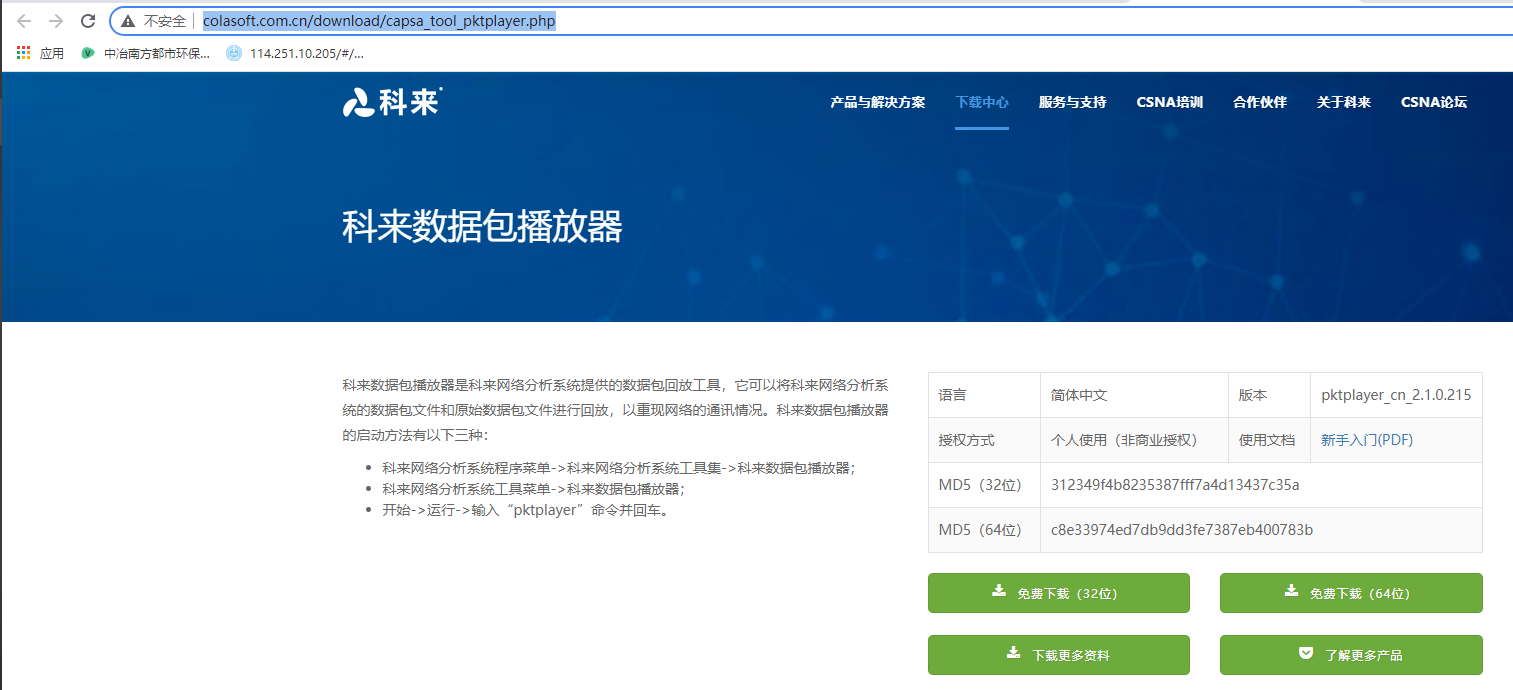 不安全 colasoft.com.cn/download/capsa_tool_pktplayer.php
应用 中冶南方都市环保... 114.251.10.205/#/...
科来
产品与解决方案 下载中心 服务与支持 CSNA培训 合作伙伴 关于科来 CSNA论坛
科来数据包播放器
科来数据包播放器是科来网络分析系统提供的数据包回放工具，它可以将科来网络分析系
统的数据包文件和原始数据包文件进行回放，以重现网络的通讯情况。科来数据包播放器
的启动方法有以下三种：
科来网络分析系统程序菜单->科来网络分析系统工具集->科来数据包播放器；
科来网络分析系统工具菜单->科来数据包播放器；
开始->运行->输入“pktplayer”命令并回车。
语言 简体中文 版本 pktplayer_cn_2.1.0.215
授权方式 个人使用（非商业授权） 使用文档 新手入门(PDF)
MD5（32位） 312349f4b8235387fff7a4d13437c35a
MD5（64位） c8e33974ed7db9dd3fe7387eb400783b
免费下载（32位） 免费下载（64位）
下载更多资料 了解更多产品